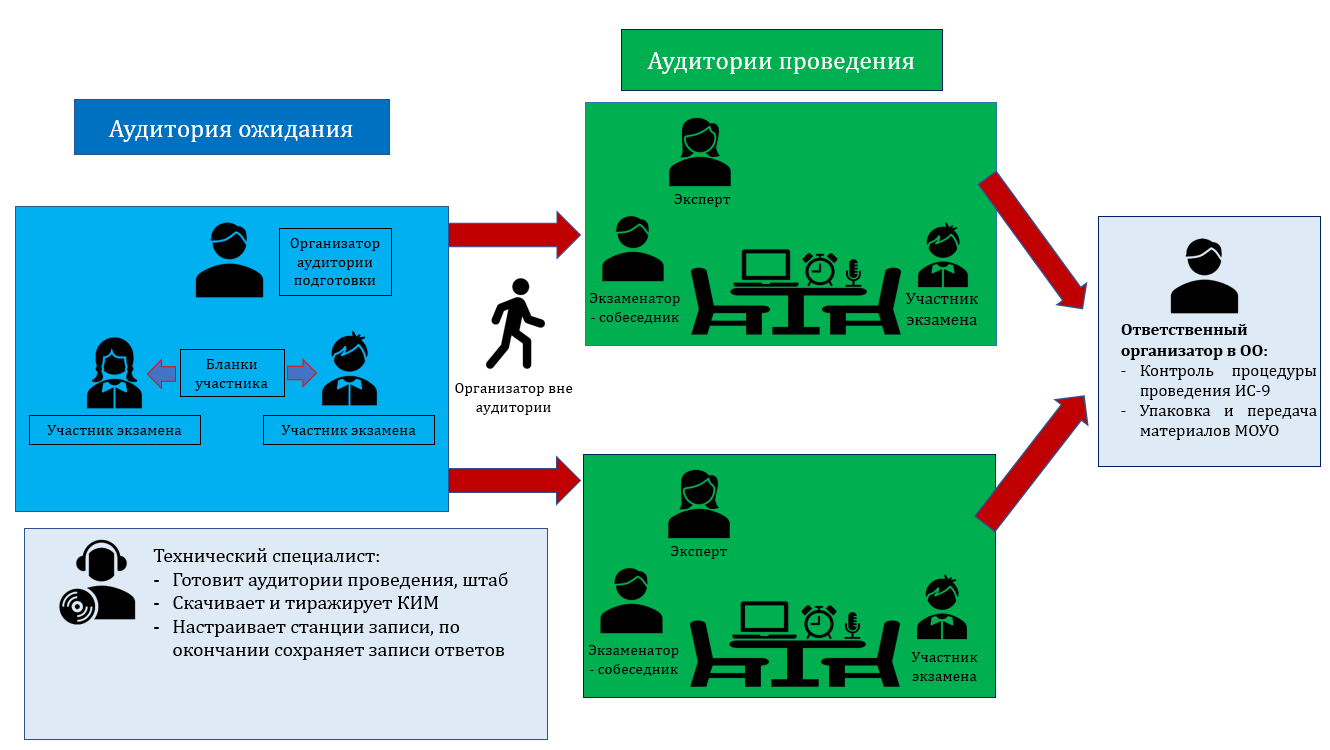 Аудитории проведения
Аудитория ожидания
Организатор
аудитории
подготовки
Бланки
участника
Участник экзамена
Участник экзамена
Организатор вне
аудитории
Эксперт
Экзаменатор
- собеседник
Участник
экзамена
Эксперт
Экзаменатор
- собеседник
Участник
экзамена
Ответственный
организатор в ОО:
- Контроль процедуры
проведения ИС-9
- Упаковка и передача
материалов МОУО
Технический специалист:
- Готовит аудитории проведения, штаб
- Скачивает и тиражирует КИМ
- Настраивает станции записи, по
окончании сохраняет записи ответов